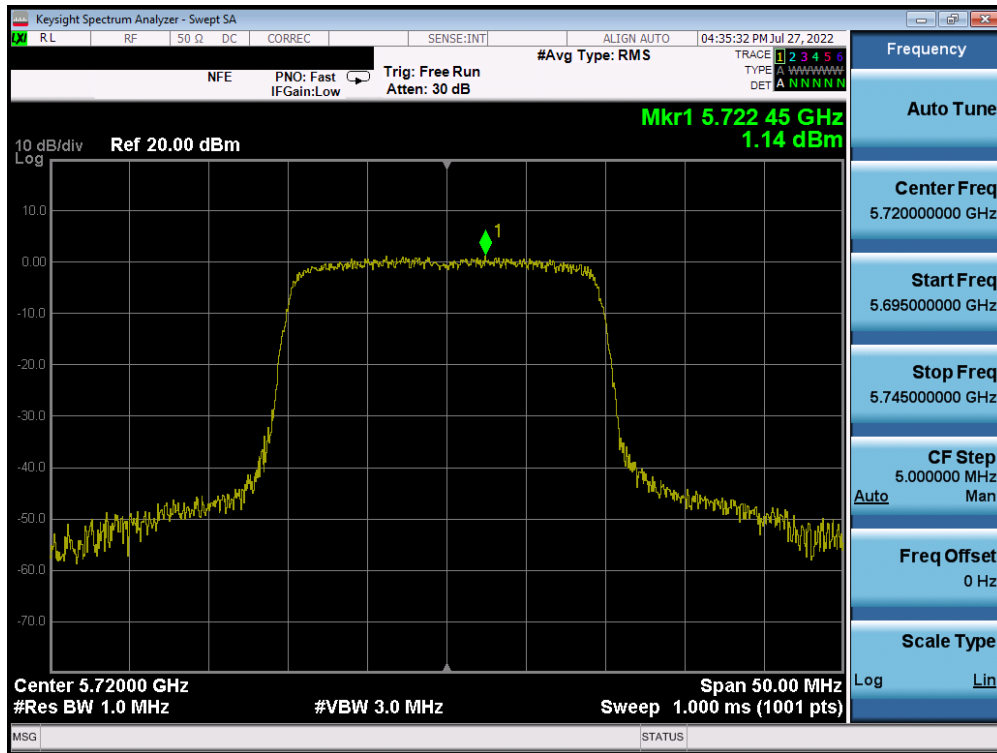 Keysight Spectrum Analyzer - Swept SA
LXI RL RF 50 Ω DC CORREC SENSE:INT ALIGN AUTO 04:35:32 PM Jul 27, 2022
#Avg Type: RMS
TRACE 1 2 3 4 5 6
TYPE A WWWWW
DET A N N N N N
NFE
PNO: Fast
IFGain:Low
Trig: Free Run
Atten: 30 dB
Mkr1 5.722 45 GHz
1.14 dBm
10 dB/div
Log
Ref 20.00 dBm
1
10.0
0.00
-10.0
-20.0
-30.0
-40.0
-50.0
-60.0
-70.0
Center 5.72000 GHz
Span 50.00 MHz
#Res BW 1.0 MHz
#VBW 3.0 MHz
Sweep 1.000 ms (1001 pts)
MSG
STATUS
Frequency
Auto Tune
Center Freq
5.720000000 GHz
Start Freq
5.695000000 GHz
Stop Freq
5.745000000 GHz
CF Step
5.000000 MHz
Auto Man
Freq Offset
0 Hz
Scale Type
Log Lin